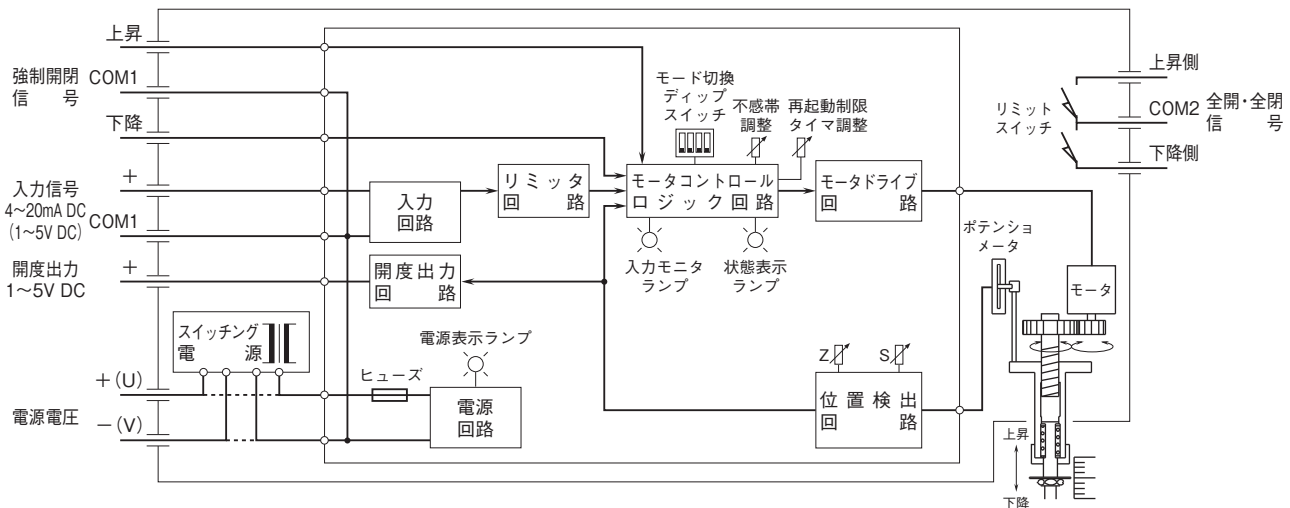 上昇
強制開閉 COM1
信号
下降
+
入力信号
4～20mA DC
(1～5V DC)
COM1
開度出力 +
1～5V DC
スイッチング
電源
+(U)
電源電圧
−(V)
ヒューズ
電源表示ランプ
電源
回路
入力
回路
開度出力
回路
リミッタ
回路
モード切換
ディップ
スイッチ
不感帯
調整
再起動制限
タイマ調整
モータコントロール
ロジック回路
入力モニタ
ランプ
状態表示
ランプ
モータドライブ
回路
Z
S
位置検出
回路
ポテンショ
メータ
モータ
上昇
下降
リミット
スイッチ
上昇側
COM2 全開・全閉
信号
下降側